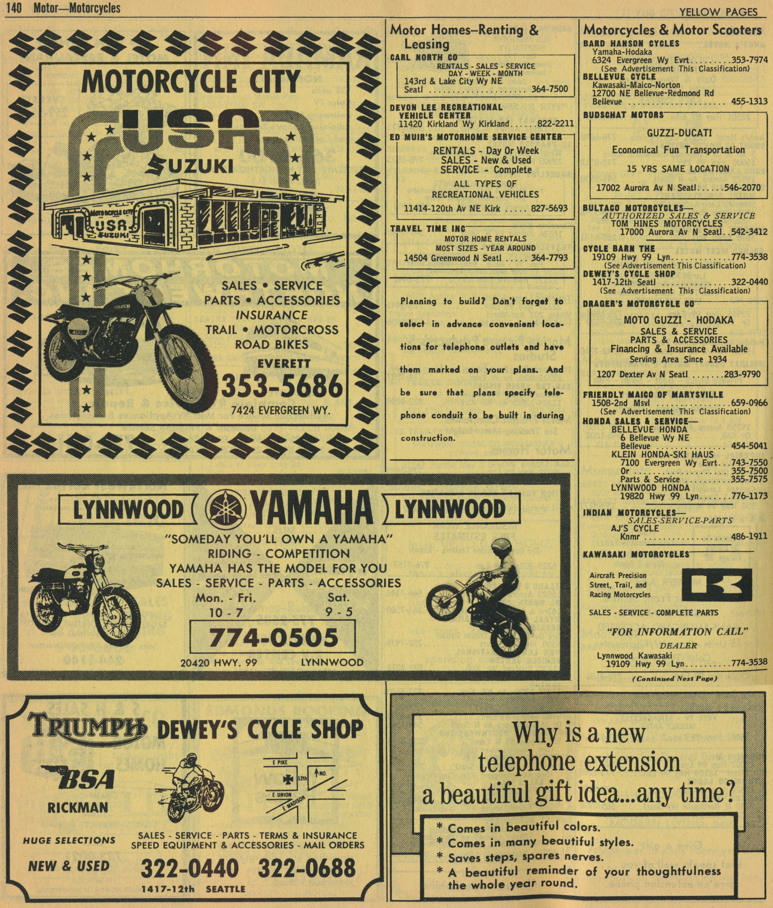 140 Motor—Motorcycles
YELLOW PAGES
MOTORCYCLE CITY
USA
SUZUKI
MOTORCYCLE CITY
USA
SUZUKI
SALES • SERVICE
PARTS • ACCESSORIES
INSURANCE
TRAIL • MOTORCROSS
ROAD BIKES
EVERETT
353-5686
7424 EVERGREEN WY.
Motor Homes—Renting &
Leasing
CARL NORTH CO
RENTALS - SALES - SERVICE
DAY - WEEK - MONTH
143rd & Lake City Wy NE
Seatl ........................ 364-7500
DEVON LEE RECREATIONAL
VEHICLE CENTER
11420 Kirkland Wy Kirkland.....822-2211
ED MUIR'S MOTORHOME SERVICE CENTER
RENTALS - Day Or Week
SALES - New & Used
SERVICE - Complete
ALL TYPES OF
RECREATIONAL VEHICLES
11414-120th Av NE Kirk ..... 827-5693
TRAVEL TIME INC
MOTOR HOME RENTALS
MOST SIZES - YEAR AROUND
14504 Greenwood N Seatl ..... 364-7793
Planning to build? Don't forget to
select in advance convenient loca-
tions for telephone outlets and have
them marked on your plans. And
be sure that plans specify tele-
phone conduit to be built in during
construction.
Motorcycles & Motor Scooters
BARD HANSON CYCLES
Yamaha-Hodaka
6324 Evergreen Wy Evrt.........353-7974
(See Advertisement This Classification)
BELLEVUE CYCLE
Kawasaki-Maico-Norton
12700 NE Bellevue-Redmond Rd
Bellevue ....................... 455-1313
BUDSCHAT MOTORS
GUZZI-DUCATI
Economical Fun Transportation
15 YRS SAME LOCATION
17002 Aurora Av N Seatl......546-2070
BULTACO MOTORCYCLES—
AUTHORIZED SALES & SERVICE
TOM HINES MOTORCYCLES
17000 Aurora Av N Seatl..542-3412
CYCLE BARN THE
19109 Hwy 99 Lyn...............774-3538
(See Advertisement This Classification)
DEWEY'S CYCLE SHOP
1417-12th Seatl ................322-0440
(See Advertisement This Classification)
DRAGER'S MOTORCYCLE CO
MOTO GUZZI - HODAKA
SALES & SERVICE
PARTS & ACCESSORIES
Financing & Insurance Available
Serving Area Since 1934
1207 Dexter Av N Seatl .......283-9790
FRIENDLY MAICO OF MARYSVILLE
1508-2nd Msvl ..................659-0966
(See Advertisement This Classification)
HONDA SALES & SERVICE—
BELLEVUE HONDA
6 Bellevue Wy NE
Bellevue ................... 454-5041
KLEIN HONDA-SKI HAUS
7100 Evergreen Wy Evrt...743-7550
Or ........................355-7500
Parts & Service ...........355-7575
LYNNWOOD HONDA
19820 Hwy 99 Lyn.........776-1173
INDIAN MOTORCYCLES—
SALES-SERVICE-PARTS
AJ'S CYCLE
Knmr ..................... 486-1911
KAWASAKI MOTORCYCLES
Aircraft Precision
Street, Trail, and
Racing Motorcycles
K
SALES - SERVICE - COMPLETE PARTS
"FOR INFORMATION CALL"
DEALER
Lynnwood Kawasaki
19109 Hwy 99 Lyn...........774-3538
(Continued Next Page)
LYNNWOOD YAMAHA LYNNWOOD
"SOMEDAY YOU'LL OWN A YAMAHA"
RIDING - COMPETITION
YAMAHA HAS THE MODEL FOR YOU
SALES - SERVICE - PARTS - ACCESSORIES
Mon. - Fri. Sat.
10 - 7 9 - 5
774-0505
20420 HWY. 99 LYNNWOOD
TRIUMPH DEWEY'S CYCLE SHOP
BSA
RICKMAN
E PIKE
12th
NO.
E UNION
E MADISON
HUGE SELECTIONS
NEW & USED
SALES - SERVICE - PARTS - TERMS & INSURANCE
SPEED EQUIPMENT & ACCESSORIES - MAIL ORDERS
322-0440 322-0688
1417-12th SEATTLE
Why is a new
telephone extension
a beautiful gift idea...any time?
* Comes in beautiful colors.
* Comes in many beautiful styles.
* Saves steps, spares nerves.
* A beautiful reminder of your thoughtfulness
the whole year round.